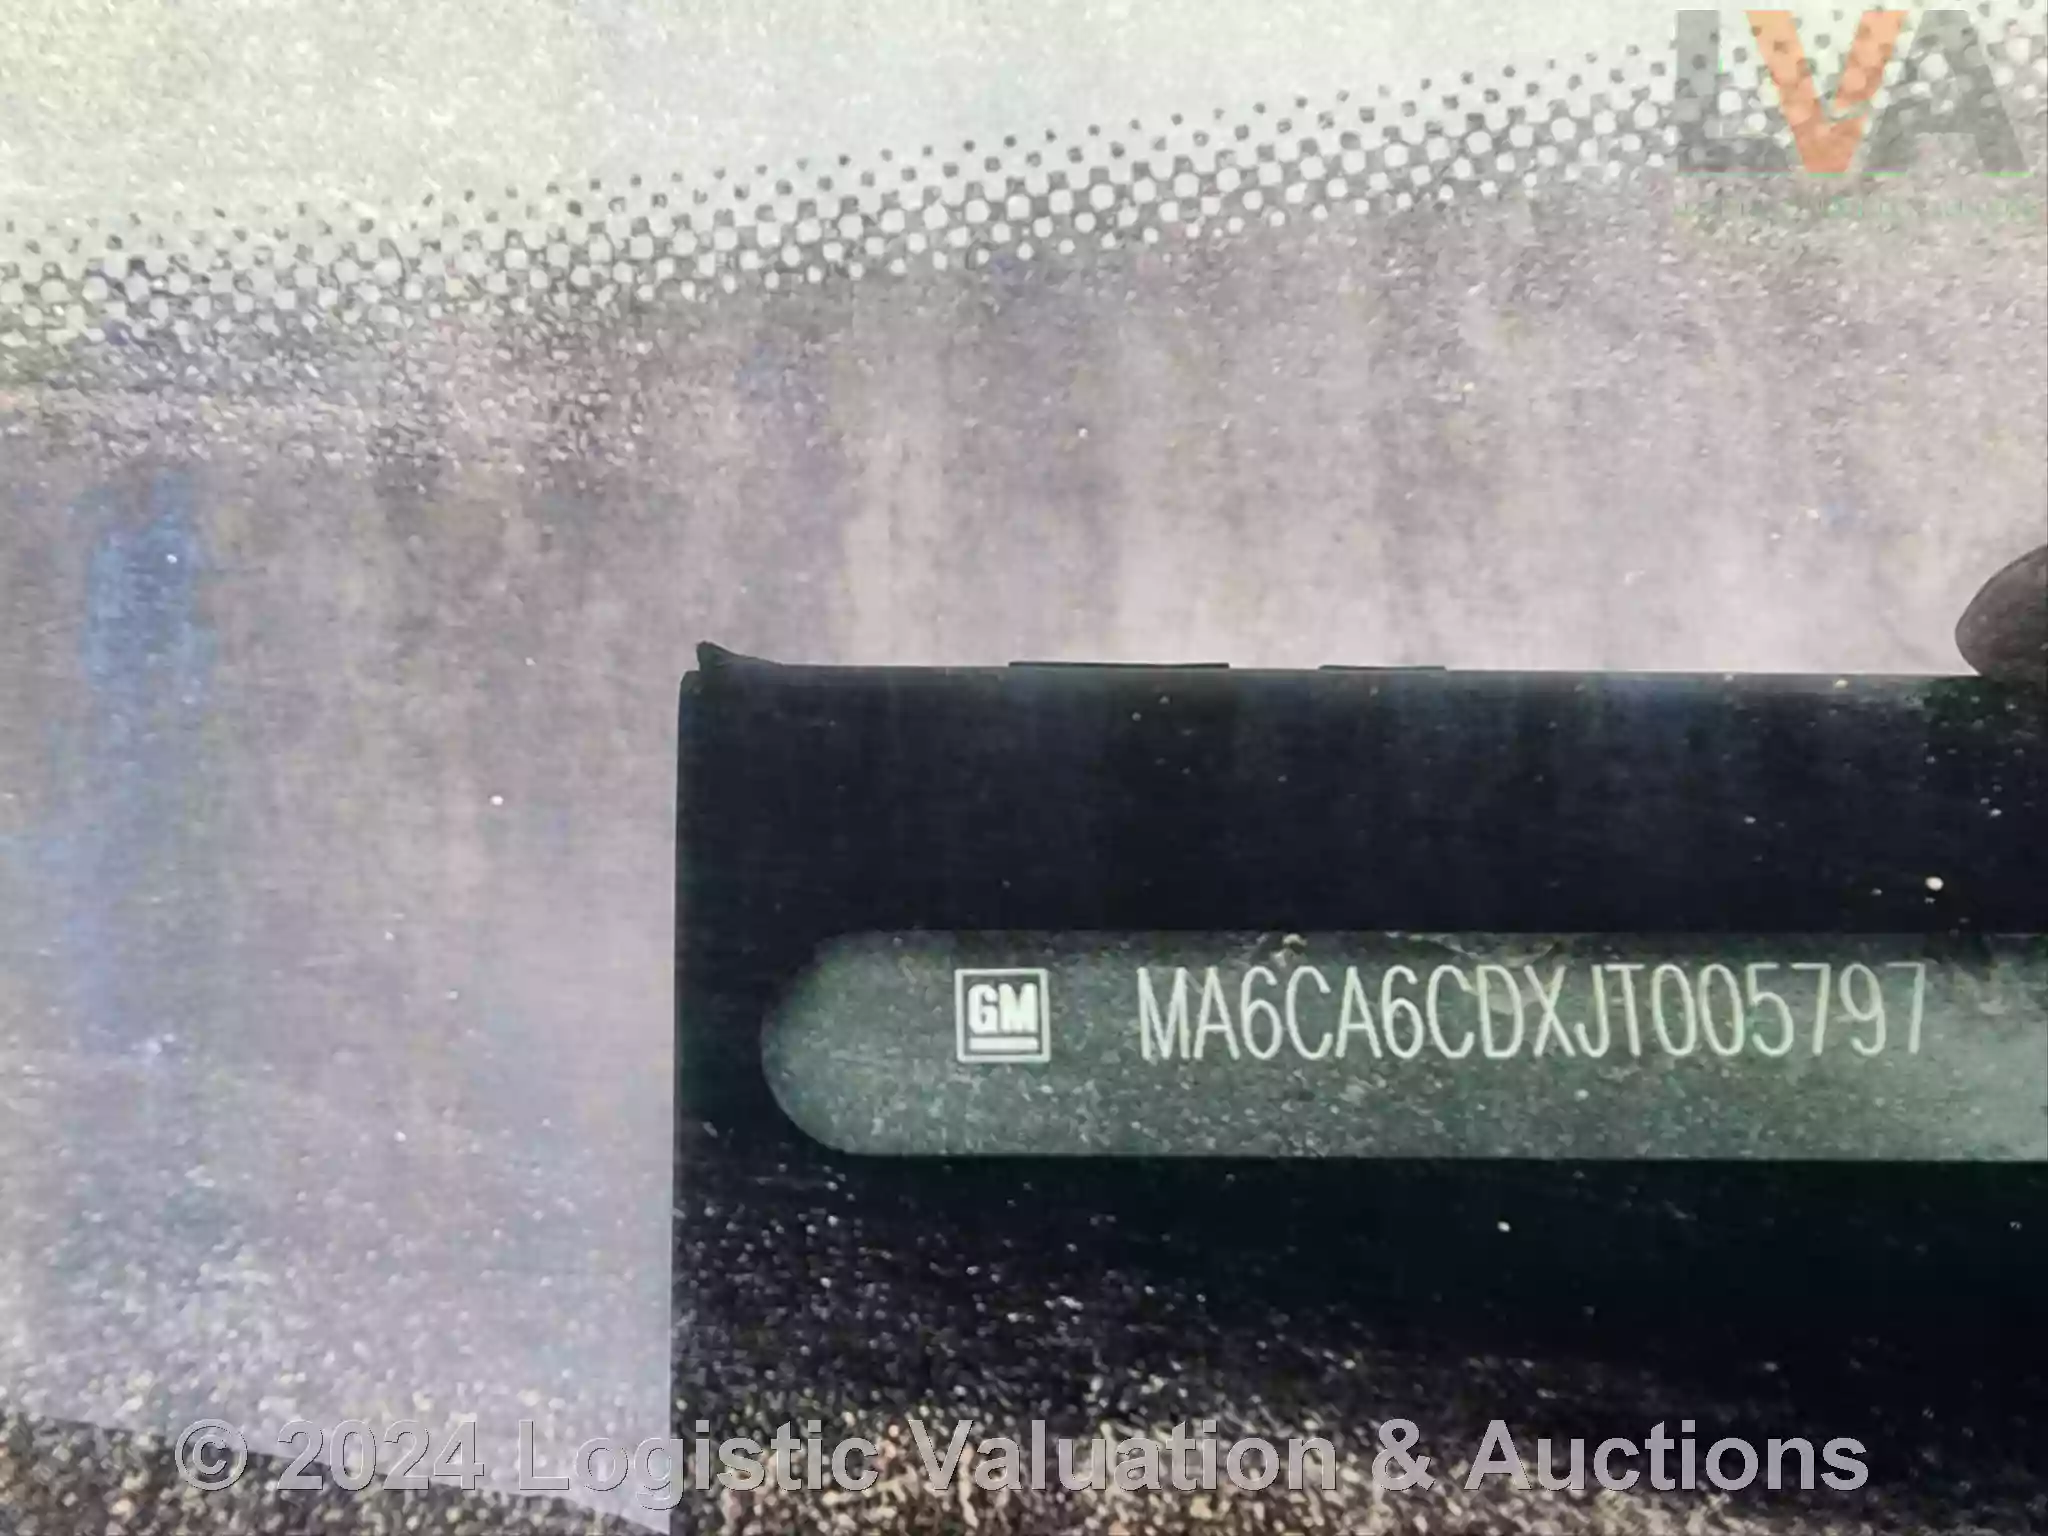 LVA
GM MA6CA6CDXJT005797
© 2024 Logistic Valuation & Auctions